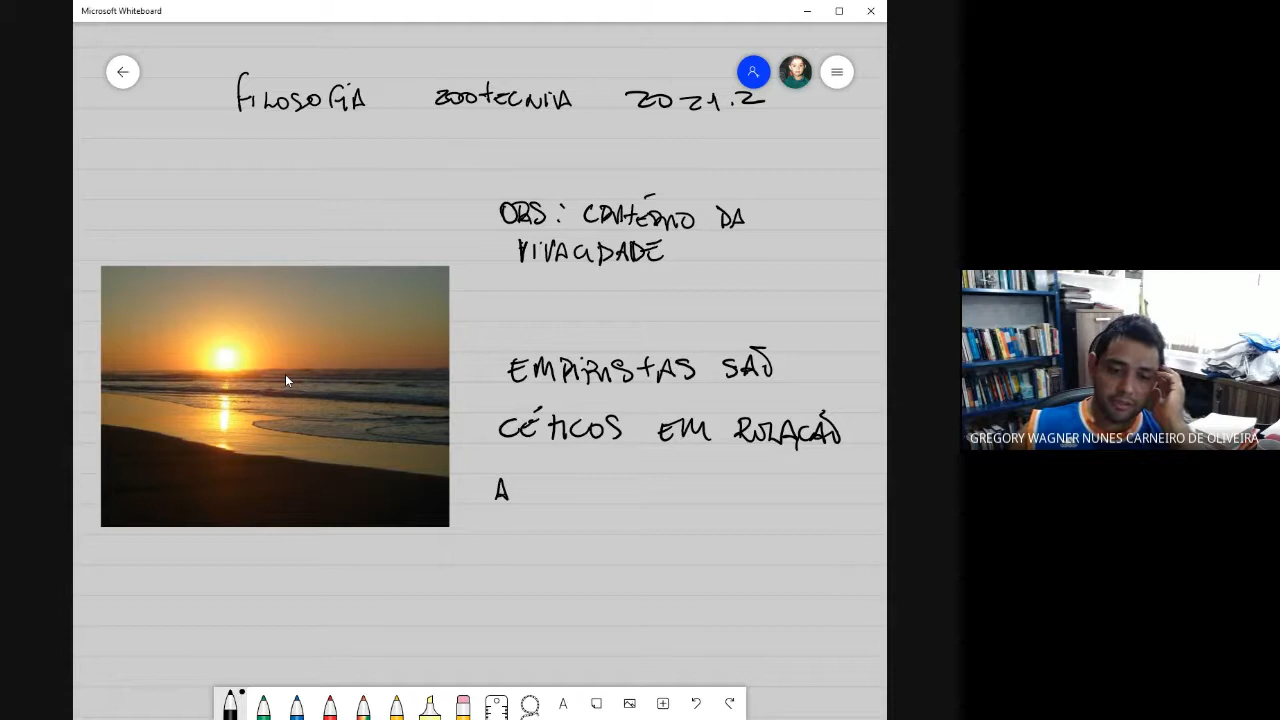 Microsoft Whiteboard
FILOSOFIA ZOOTECNIA 2021.2
OBS: CRITÉRIO DA
VIVACIDADE
EMPIRISTAS SÃO
CÉTICOS EM RELAÇÃO
A
GREGORY WAGNER NUNES CARNEIRO DE OLIVEIRA
A